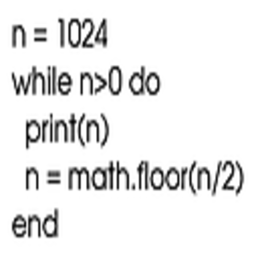 n = 1024
while n>0 do
  print(n)
  n = math.floor(n/2)
end